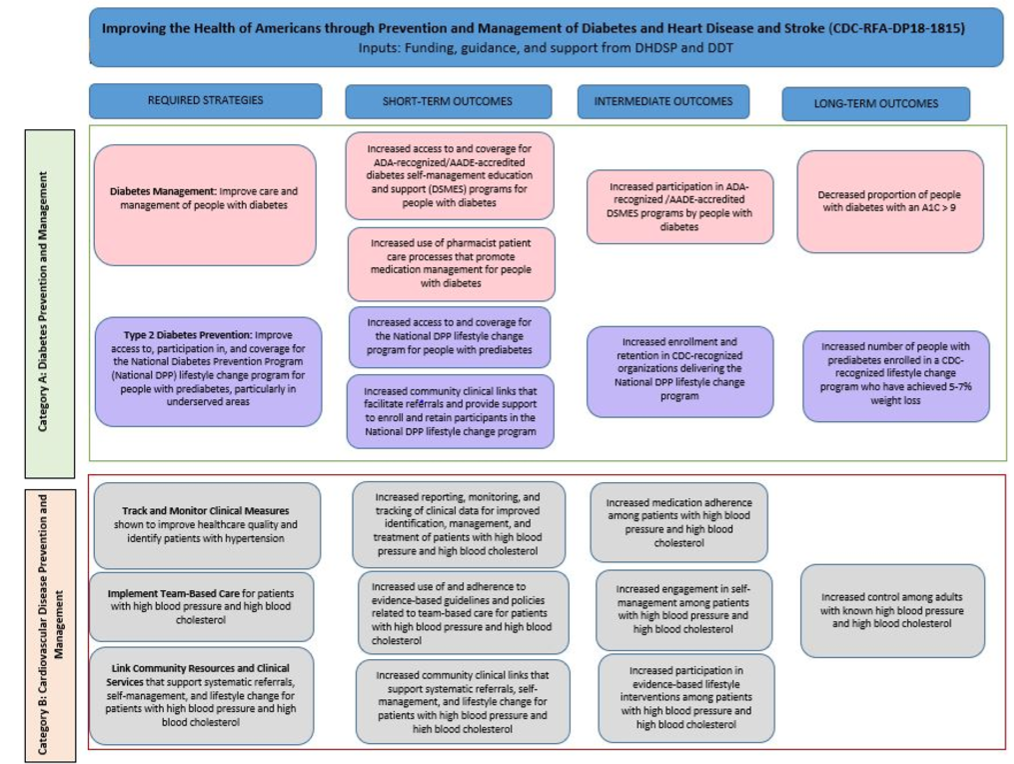 Improving the Health of Americans through Prevention and Management of Diabetes and Heart Disease and Stroke (CDC-RFA-DP18-1815)
Inputs: Funding, guidance, and support from DHDSP and DDT
REQUIRED STRATEGIES
SHORT-TERM OUTCOMES
INTERMEDIATE OUTCOMES
LONG-TERM OUTCOMES
Category A: Diabetes Prevention and Management
Diabetes Management: Improve care and
management of people with diabetes
Increased access to and coverage for
ADA-recognized/AADE-accredited
diabetes self-management education
and support (DSMES) programs for
people with diabetes
Increased use of pharmacist patient
care processes that promote
medication management for people
with diabetes
Increased participation in ADA-
recognized /AADE-accredited
DSMES programs by people with
diabetes
Decreased proportion of people
with diabetes with an A1C > 9
Type 2 Diabetes Prevention: Improve
access to, participation in, and coverage for
the National Diabetes Prevention Program
(National DPP) lifestyle change program for
people with prediabetes, particularly in
underserved areas
Increased access to and coverage for
the National DPP lifestyle change
program for people with prediabetes
Increased community clinical links that
facilitate referrals and provide support
to enroll and retain participants in the
National DPP lifestyle change program
Increased enrollment and
retention in CDC-recognized
organizations delivering the
National DPP lifestyle change
program
Increased number of people with
prediabetes enrolled in a CDC-
recognized lifestyle change
program who have achieved 5-7%
weight loss
Category B: Cardiovascular Disease Prevention and
Management
Track and Monitor Clinical Measures
shown to improve healthcare quality and
identify patients with hypertension
Increased reporting, monitoring, and
tracking of clinical data for improved
identification, management, and
treatment of patients with high blood
pressure and high blood cholesterol
Increased medication adherence
among patients with high blood
pressure and high blood
cholesterol
Implement Team-Based Care for patients
with high blood pressure and high blood
cholesterol
Increased use of and adherence to
evidence-based guidelines and policies
related to team-based care for patients
with high blood pressure and high blood
cholesterol
Increased engagement in self-
management among patients
with high blood pressure and
high blood cholesterol
Increased control among adults
with known high blood pressure
and high blood cholesterol
Link Community Resources and Clinical
Services that support systematic referrals,
self-management, and lifestyle change for
patients with high blood pressure and high
blood cholesterol
Increased community clinical links that
support systematic referrals, self-
management, and lifestyle change for
patients with high blood pressure and
high blood cholesterol
Increased participation in
evidence-based lifestyle
interventions among patients
with high blood pressure and
high blood cholesterol